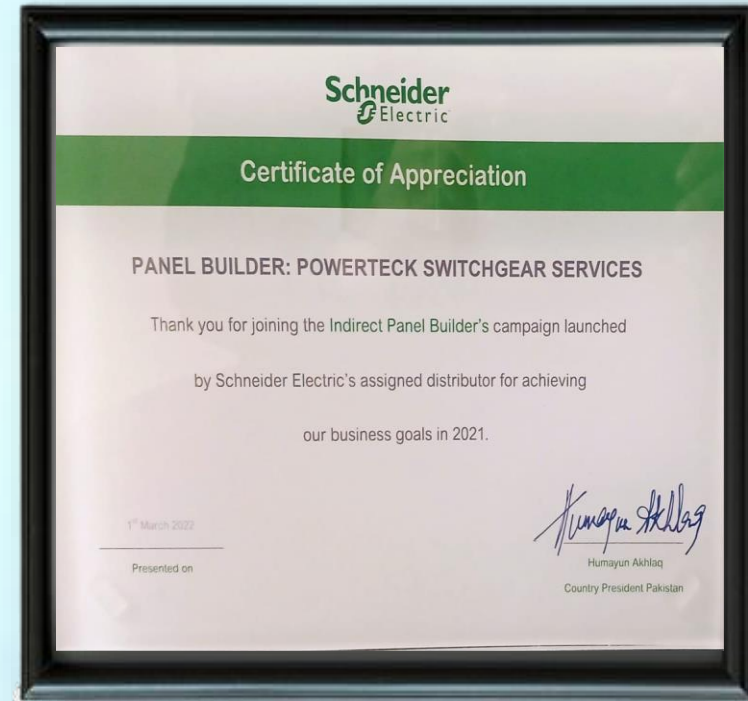 Schneider
Electric
Certificate of Appreciation
PANEL BUILDER: POWERTECK SWITCHGEAR SERVICES
Thank you for joining the Indirect Panel Builder's campaign launched
by Schneider Electric's assigned distributor for achieving
our business goals in 2021.
1st March 2022
Presented on
Humayun Akhlaq
Humayun Akhlaq
Country President Pakistan